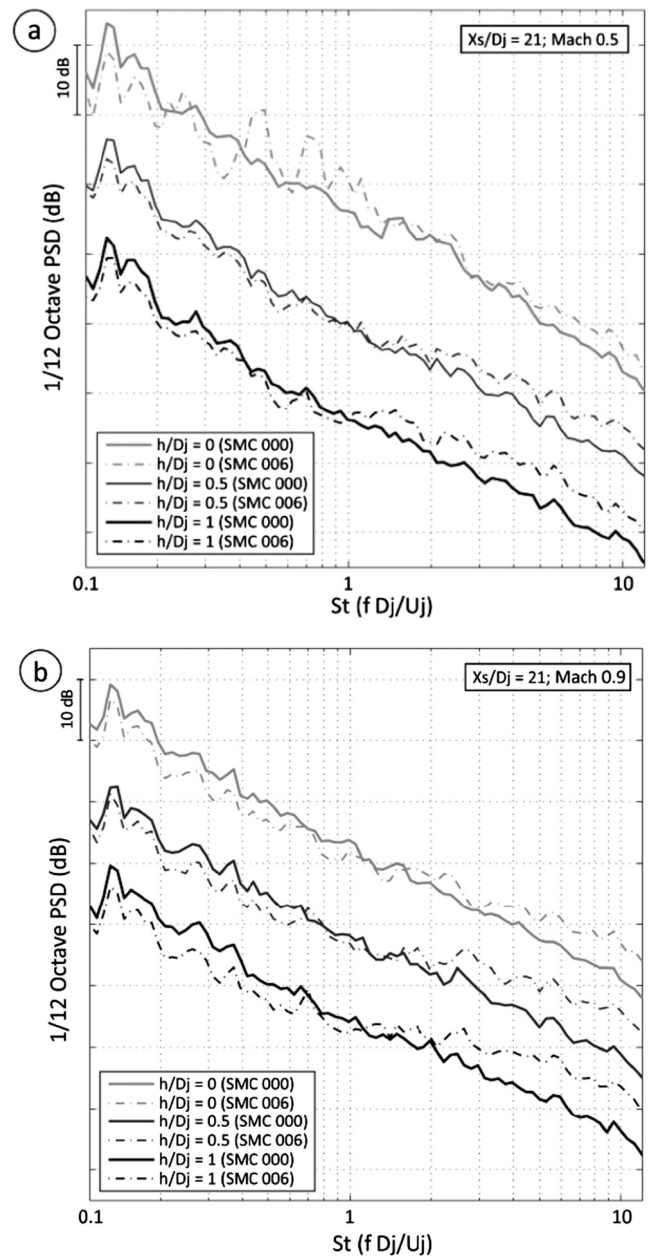 a
Xs/Dj = 21; Mach 0.5
10 dB
1/12 Octave PSD (dB)
h/Dj = 0 (SMC 000)
h/Dj = 0 (SMC 006)
h/Dj = 0.5 (SMC 000)
h/Dj = 0.5 (SMC 006)
h/Dj = 1 (SMC 000)
h/Dj = 1 (SMC 006)
0.1 1 10
St (f Dj/Uj)
b
Xs/Dj = 21; Mach 0.9
10 dB
1/12 Octave PSD (dB)
h/Dj = 0 (SMC 000)
h/Dj = 0 (SMC 006)
h/Dj = 0.5 (SMC 000)
h/Dj = 0.5 (SMC 006)
h/Dj = 1 (SMC 000)
h/Dj = 1 (SMC 006)
0.1 1 10
St (f Dj/Uj)